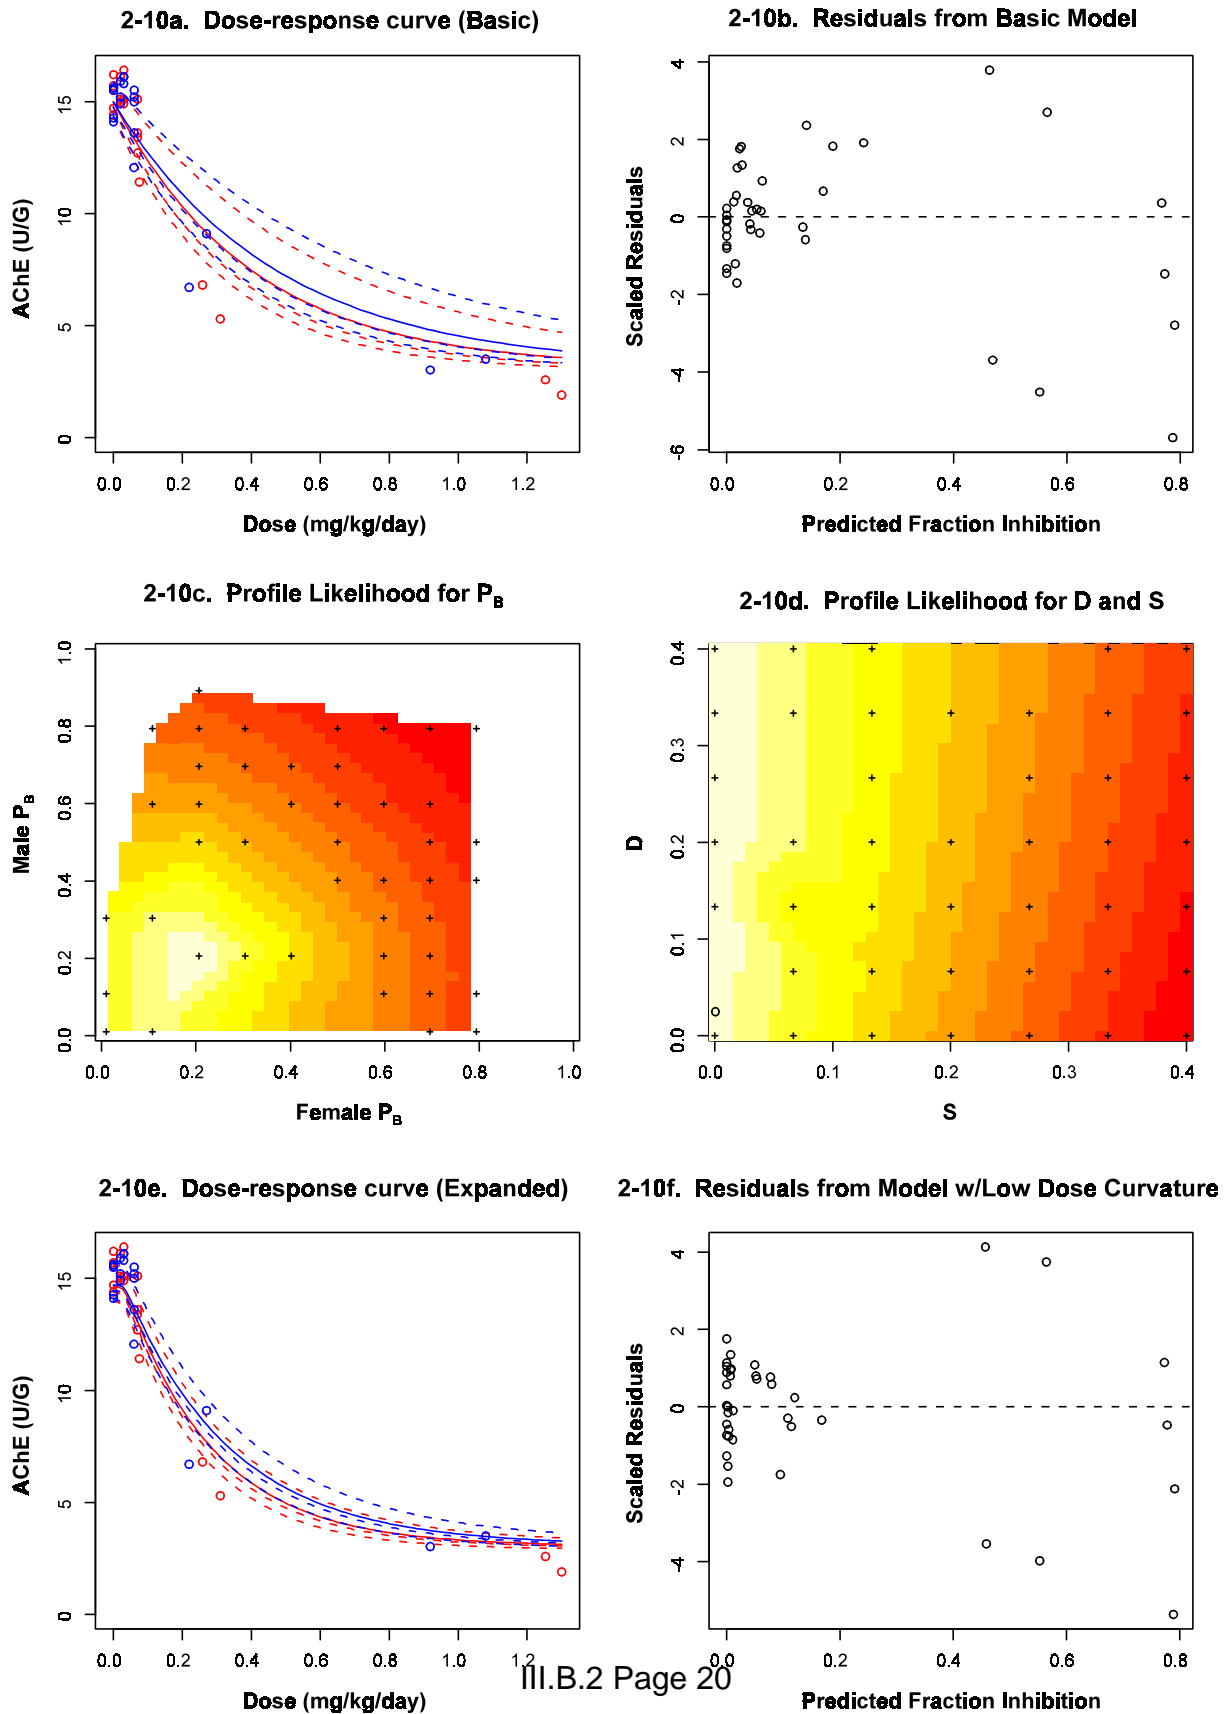 2-10a. Dose-response curve (Basic)
AChE (U/G)
15
10
5
0
0.0 0.2 0.4 0.6 0.8 1.0 1.2
Dose (mg/kg/day)
2-10b. Residuals from Basic Model
Scaled Residuals
4
2
0
-2
-4
-6
0.0 0.2 0.4 0.6 0.8
Predicted Fraction Inhibition
2-10c. Profile Likelihood for PB
Male PB
1.0
0.8
0.6
0.4
0.2
0.0
0.0 0.2 0.4 0.6 0.8 1.0
Female PB
2-10d. Profile Likelihood for D and S
D
0.4
0.3
0.2
0.1
0.0
0.0 0.1 0.2 0.3 0.4
S
2-10e. Dose-response curve (Expanded)
AChE (U/G)
15
10
5
0
0.0 0.2 0.4 0.6 0.8 1.0 1.2
Dose (mg/kg/day)
2-10f. Residuals from Model w/Low Dose Curvature
Scaled Residuals
4
2
0
-2
-4
0.0 0.2 0.4 0.6 0.8
Predicted Fraction Inhibition
III.B.2 Page 20